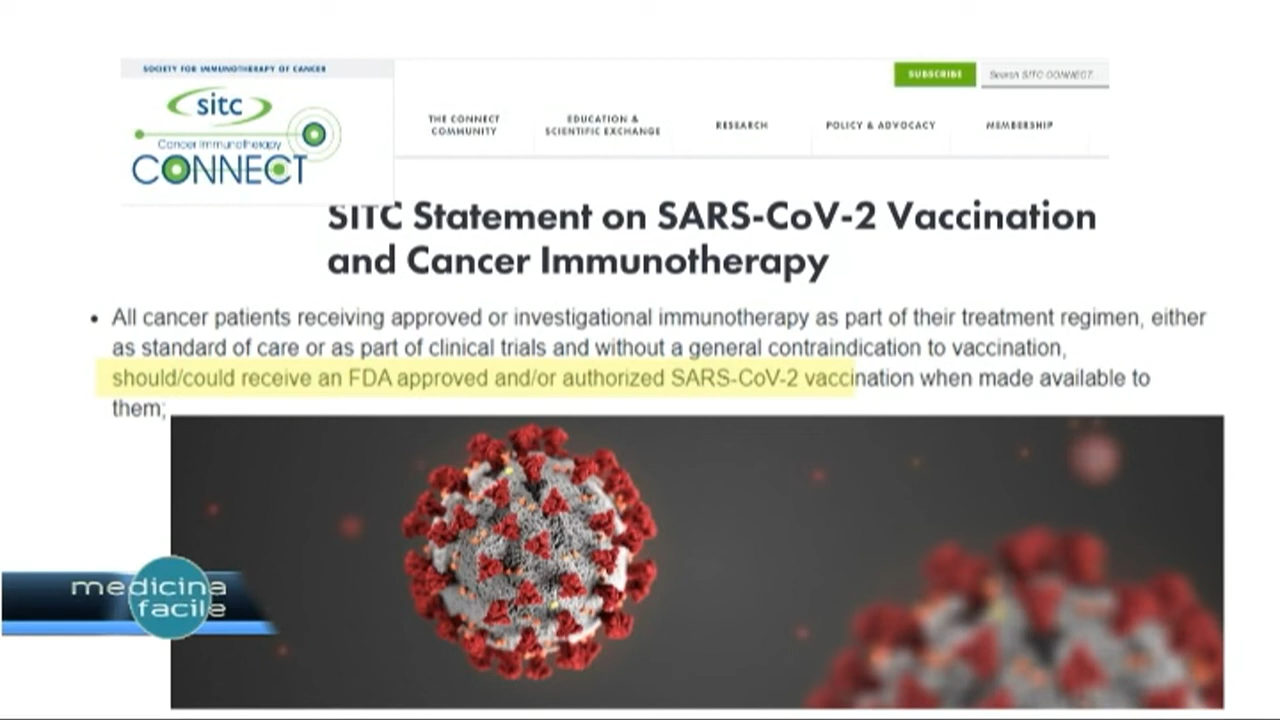 SOCIETY FOR IMMUNOTHERAPY OF CANCER
sitc
Cancer Immunotherapy
CONNECT
SUBSCRIBE
Search SITC CONNECT
THE CONNECT
COMMUNITY
EDUCATION &
SCIENTIFIC EXCHANGE
RESEARCH
POLICY & ADVOCACY
MEMBERSHIP
SITC Statement on SARS-CoV-2 Vaccination
and Cancer Immunotherapy
• All cancer patients receiving approved or investigational immunotherapy as part of their treatment regimen, either
as standard of care or as part of clinical trials and without a general contraindication to vaccination,
should/could receive an FDA approved and/or authorized SARS-CoV-2 vaccination when made available to
them;
medicina
facile